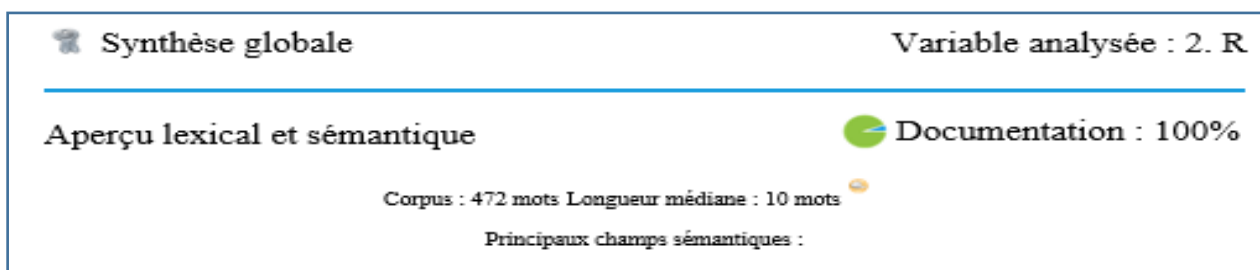 Synthèse globale
Variable analysée : 2. R
Aperçu lexical et sémantique
Documentation : 100%
Corpus : 472 mots Longueur médiane : 10 mots
Principaux champs sémantiques :